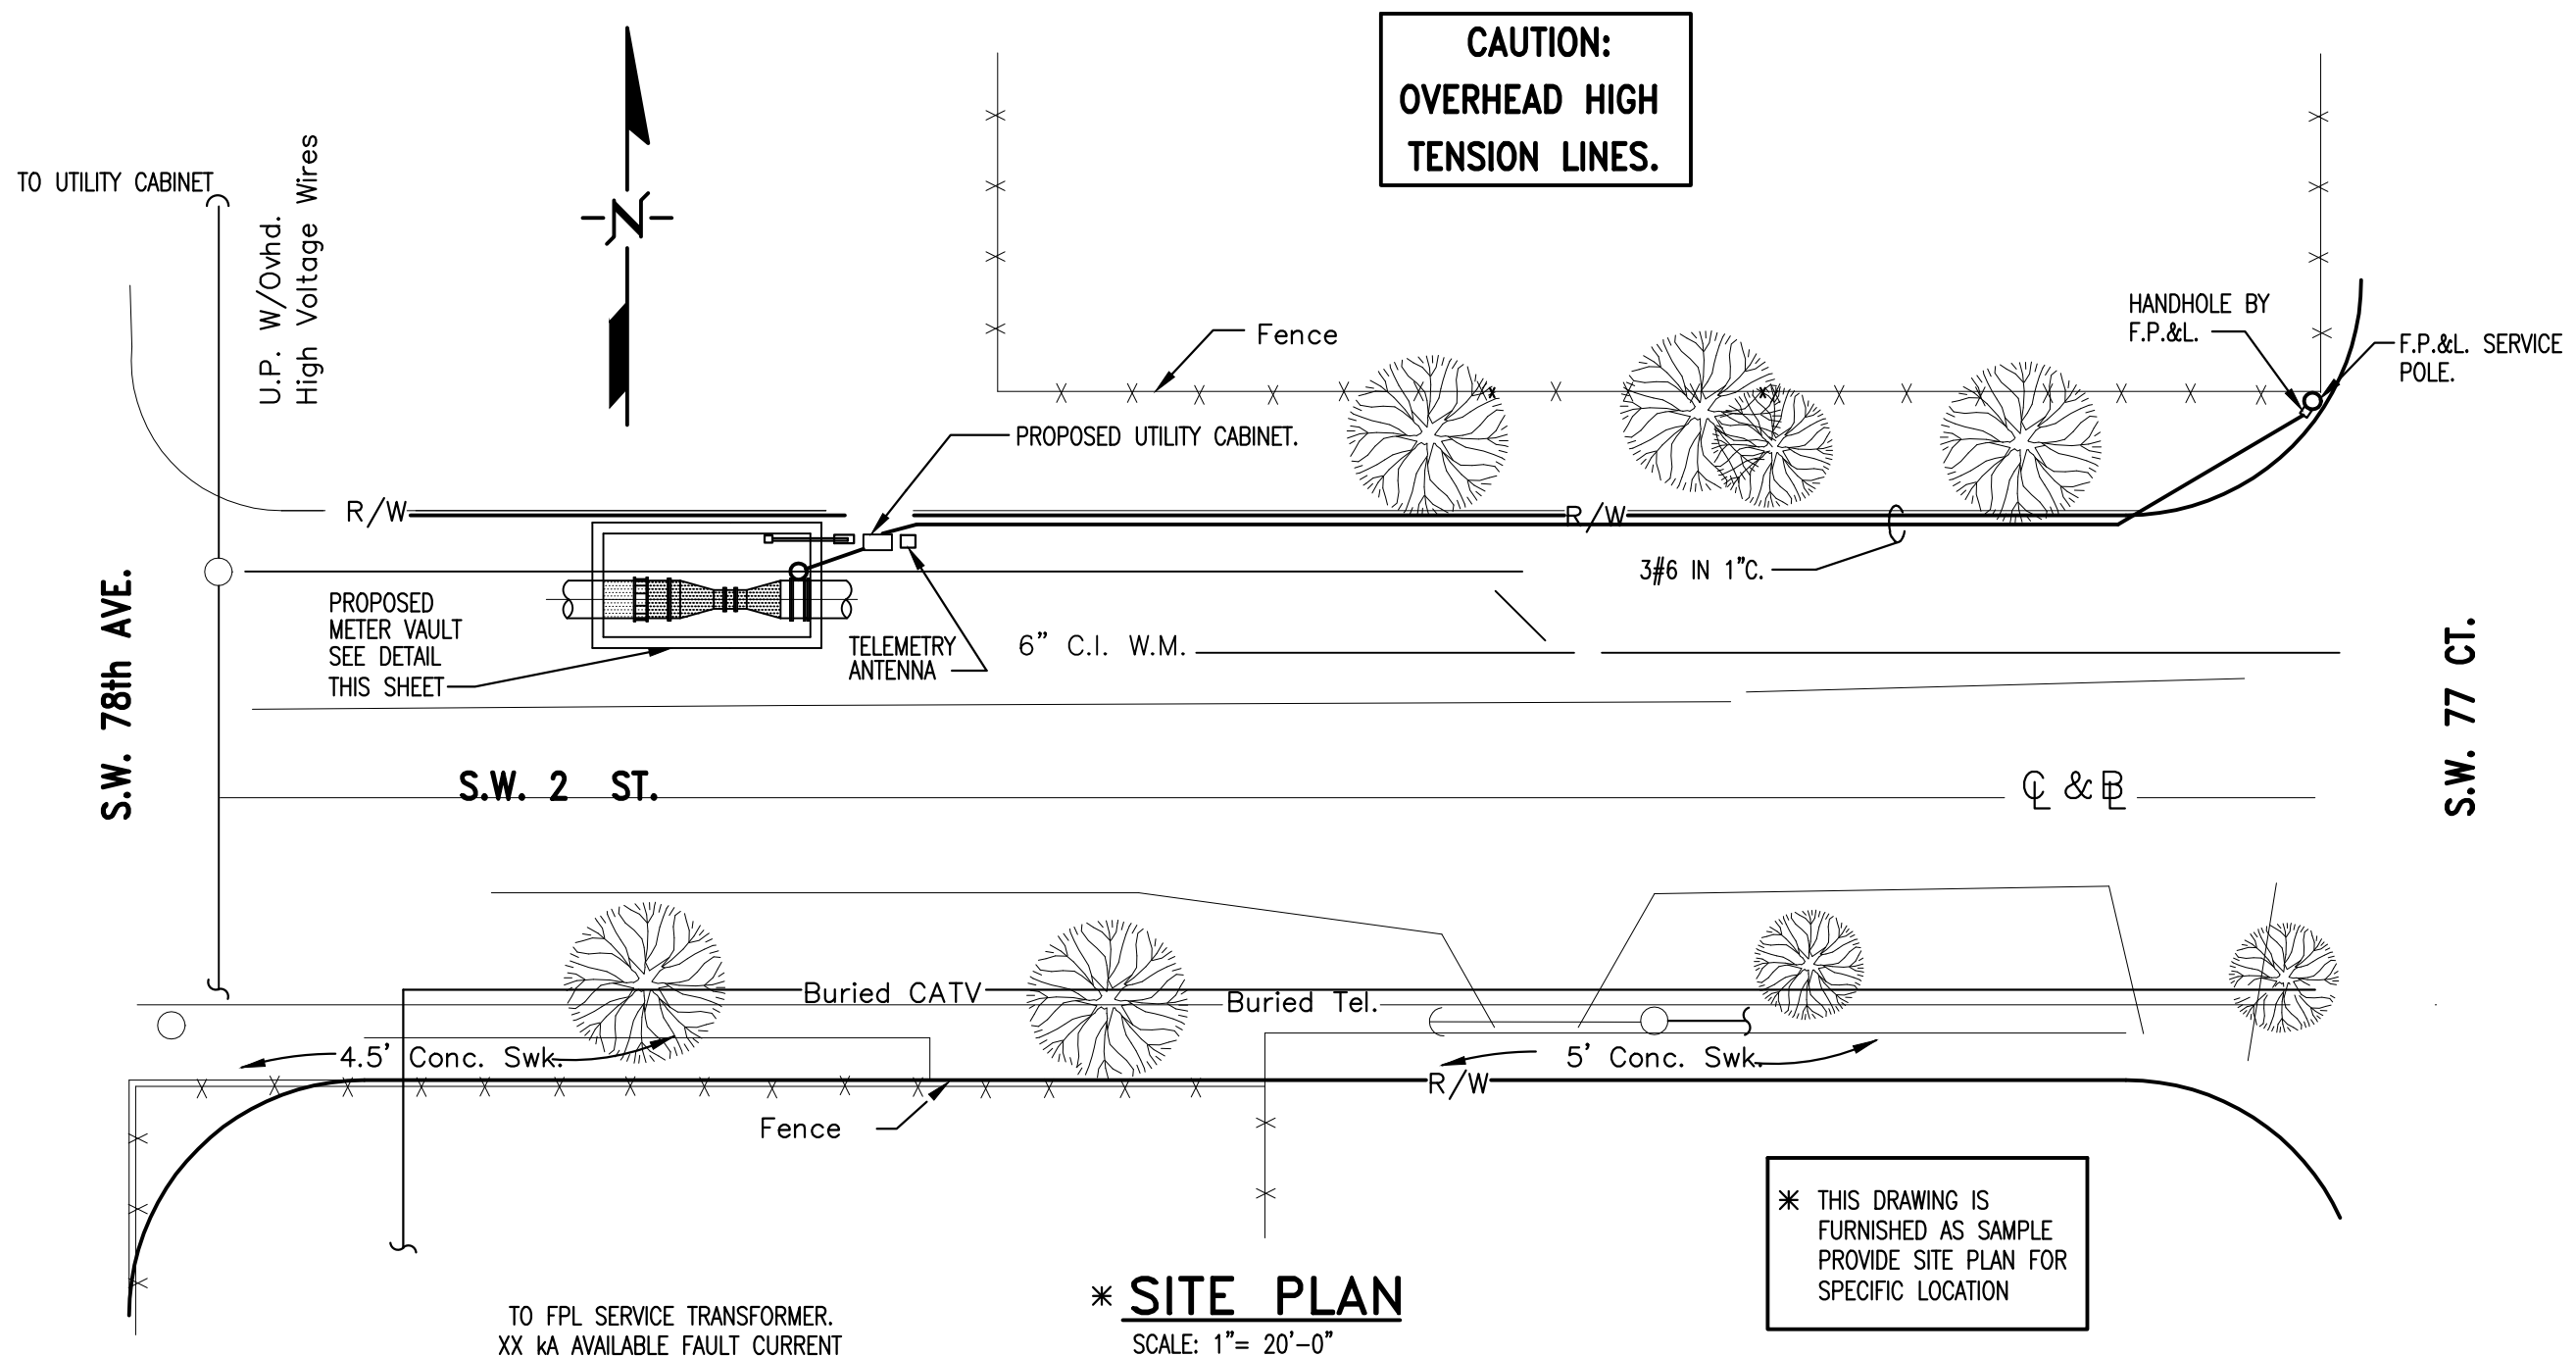 CAUTION:
OVERHEAD HIGH
TENSION LINES.
TO UTILITY CABINET
U.P. W/Ovhd.
High Voltage Wires
N
Fence
HANDHOLE BY
F.P.&L.
F.P.&L. SERVICE
POLE.
PROPOSED UTILITY CABINET.
R/W
R/W
3#6 IN 1"C.
PROPOSED
METER VAULT
SEE DETAIL
THIS SHEET
TELEMETRY
ANTENNA
6" C.I. W.M.
S.W. 78th AVE.
S.W. 77 CT.
S.W. 2 ST.
CL & BL
Buried CATV
Buried Tel.
4.5' Conc. Swk.
5' Conc. Swk.
R/W
Fence
✳ THIS DRAWING IS
FURNISHED AS SAMPLE
PROVIDE SITE PLAN FOR
SPECIFIC LOCATION
TO FPL SERVICE TRANSFORMER.
XX kA AVAILABLE FAULT CURRENT
✳ SITE PLAN
SCALE: 1"= 20'-0"